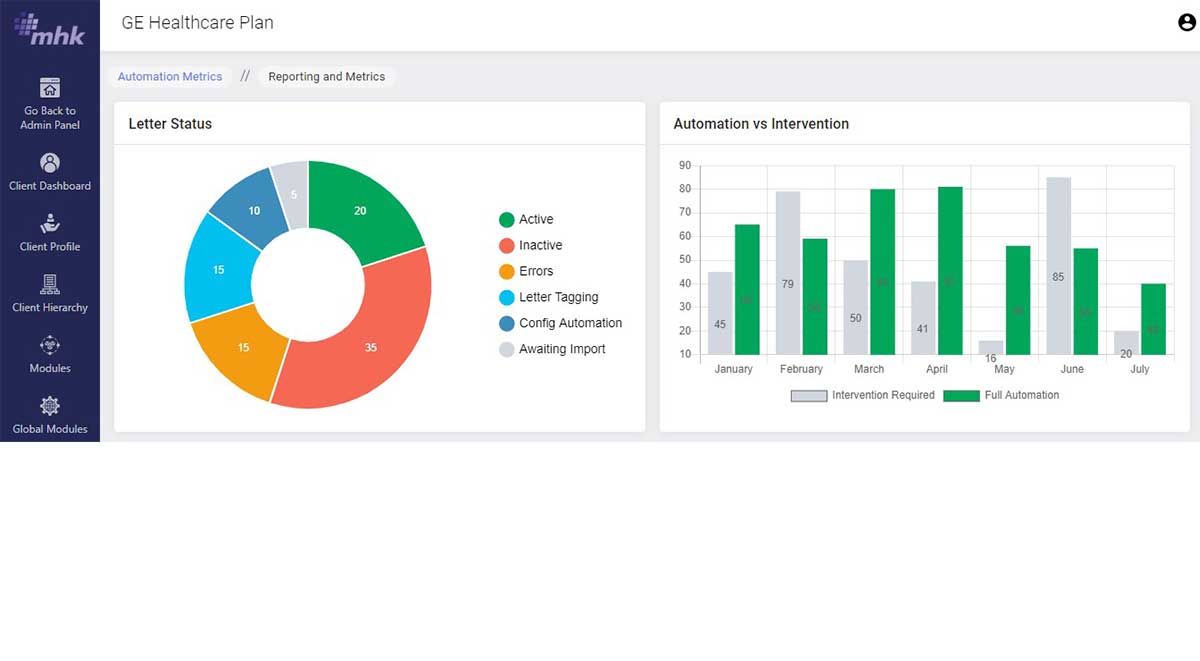 mhk
GE Healthcare Plan
Go Back to
Admin Panel
Client Dashboard
Client Profile
Client Hierarchy
Modules
Global Modules
Automation Metrics // Reporting and Metrics
Letter Status
20
35
15
15
10
5
Active
Inactive
Errors
Letter Tagging
Config Automation
Awaiting Import
Automation vs Intervention
90
80
70
60
50
40
30
20
10
45
79
50
41
16
85
20
January February March April May June July
Intervention Required Full Automation